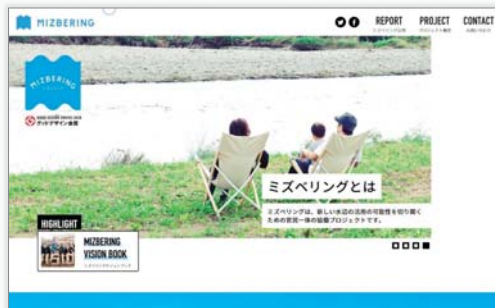 MIZBERING
REPORT
PROJECT
CONTACT
MIZBERING
グッドデザイン金賞
ミズベリングとは
ミズベリングは、新しい水辺の活用の可能性を切り開く
ための官民一体の協働プロジェクトです。
HIGHLIGHT
MIZBERING
VISION BOOK